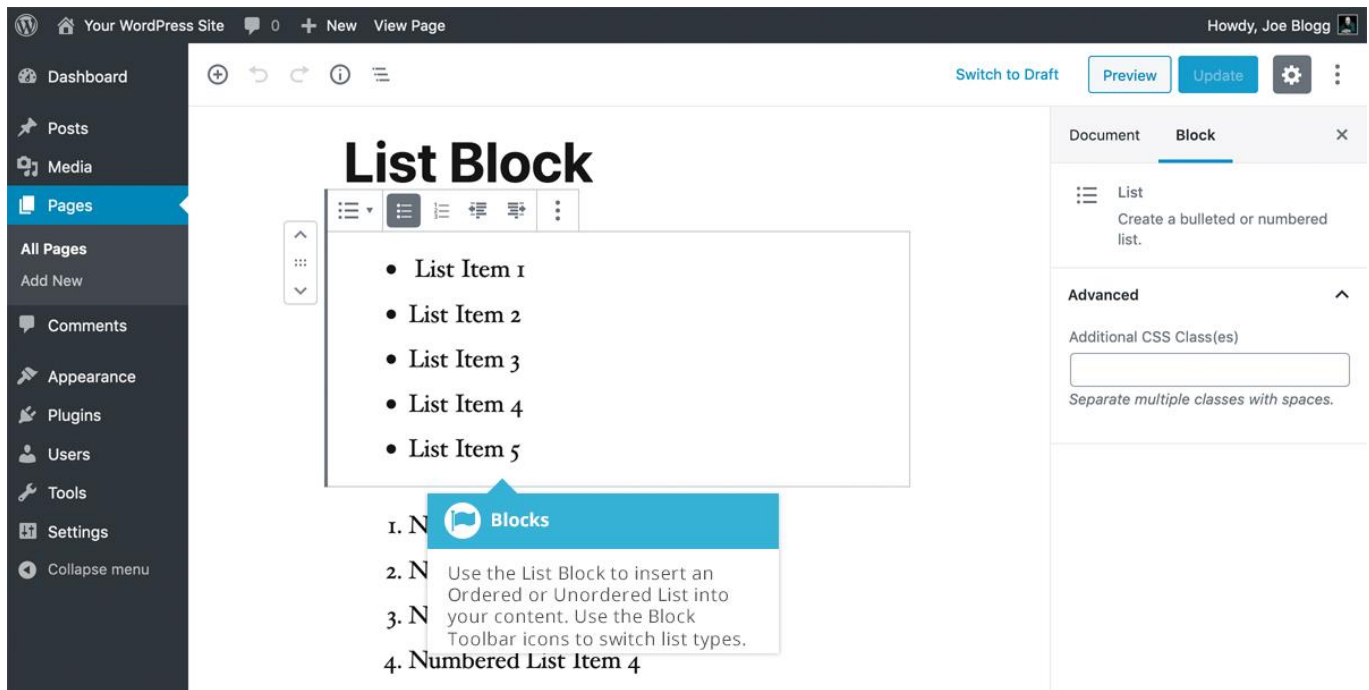 Your WordPress Site 0 New View Page Howdy, Joe Blogg
Dashboard
Posts
Media
Pages
All Pages
Add New
Comments
Appearance
Plugins
Users
Tools
Settings
Collapse menu
Switch to Draft Preview Update
List Block
List Item 1
List Item 2
List Item 3
List Item 4
List Item 5
1. N
2. N
3. N
4. Numbered List Item 4
Blocks
Use the List Block to insert an
Ordered or Unordered List into
your content. Use the Block
Toolbar icons to switch list types.
Document Block
List
Create a bulleted or numbered
list.
Advanced
Additional CSS Class(es)
Separate multiple classes with spaces.